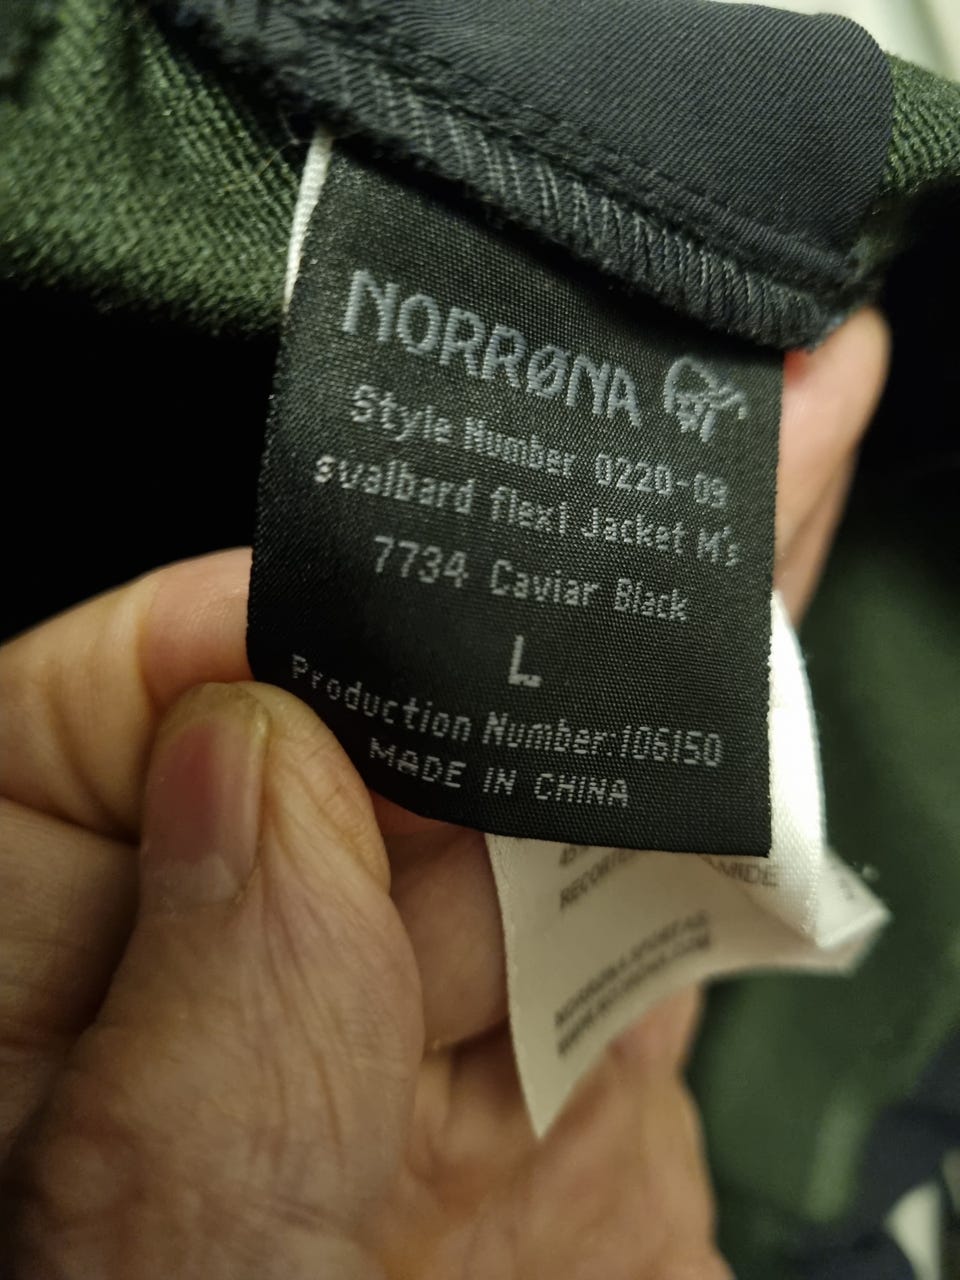 NORRØNA
Style Number 0220-09
svalbard flex1 Jacket M's
7734 Caviar Black
L
Production Number:106150
MADE IN CHINA